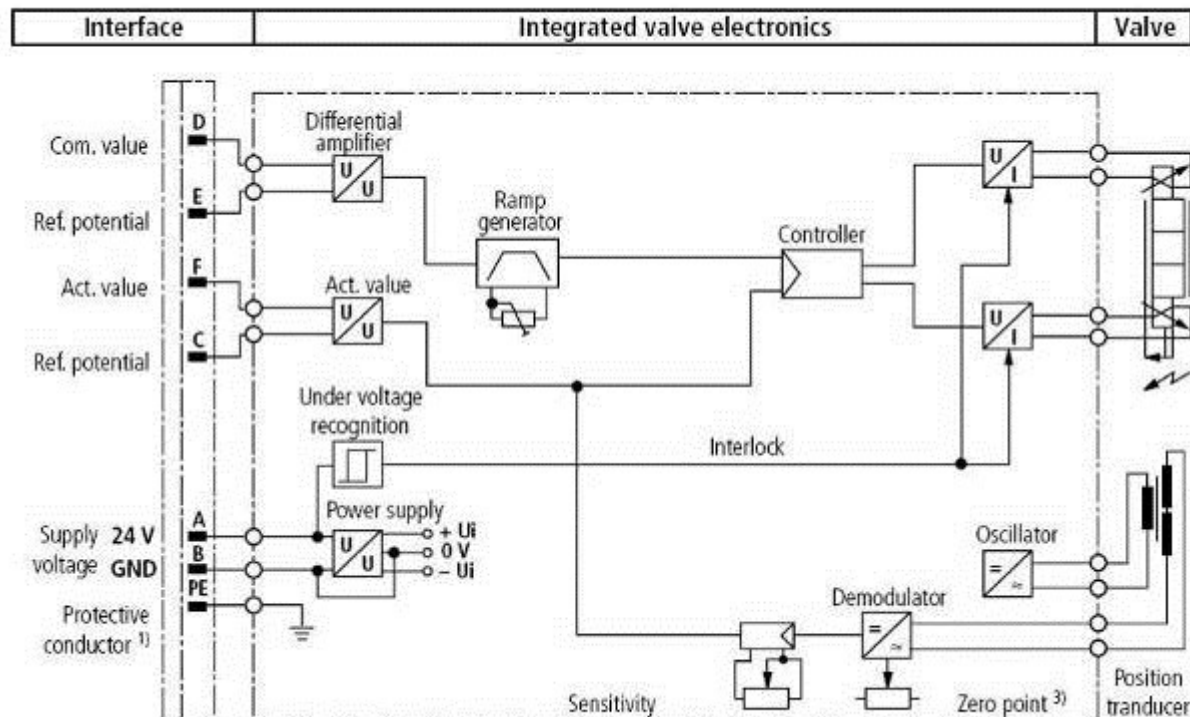 Interface
Integrated valve electronics
Valve
D
Com. value
Differential
amplifier
U
U
E
Ref. potential
Ramp
generator
U
I
F
Act. value
Act. value
U
U
Controller
C
Ref. potential
U
I
Under voltage
recognition
Interlock
Power supply
A
Supply 24 V
U
U
+ Ui
0 V
– Ui
B
voltage GND
PE
Protective
conductor 1)
Oscillator
=
≈
Demodulator
=
≈
Sensitivity
Zero point 3)
Position
tranducer